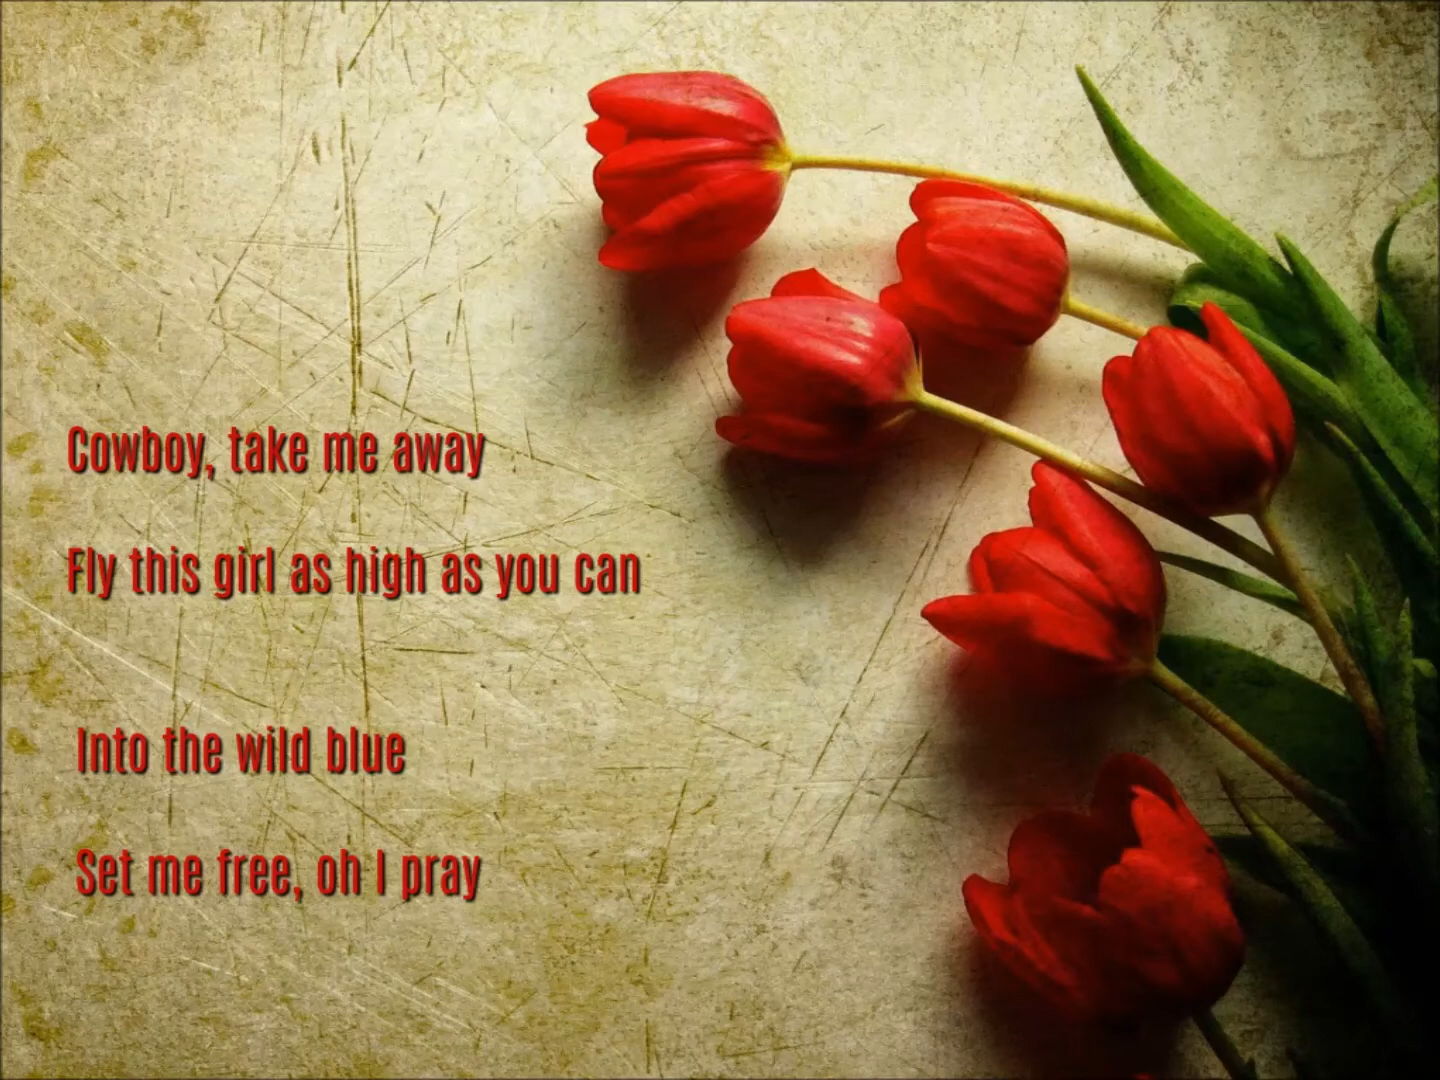 Cowboy, take me away
Fly this girl as high as you can
Into the wild blue
Set me free, oh I pray